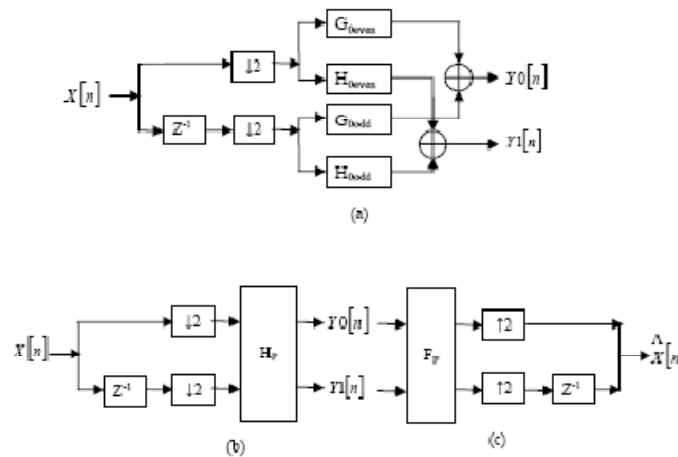 G0even
↓2
H0even
Y0[n]
X[n]
G0odd
Z-1
↓2
Y1[n]
H0odd
(a)
↓2
Y0[n]
↑2
X[n]
HP
FP
Λ
X[n
Z-1
↓2
Y1[n]
↑2
Z-1
(b)
(c)